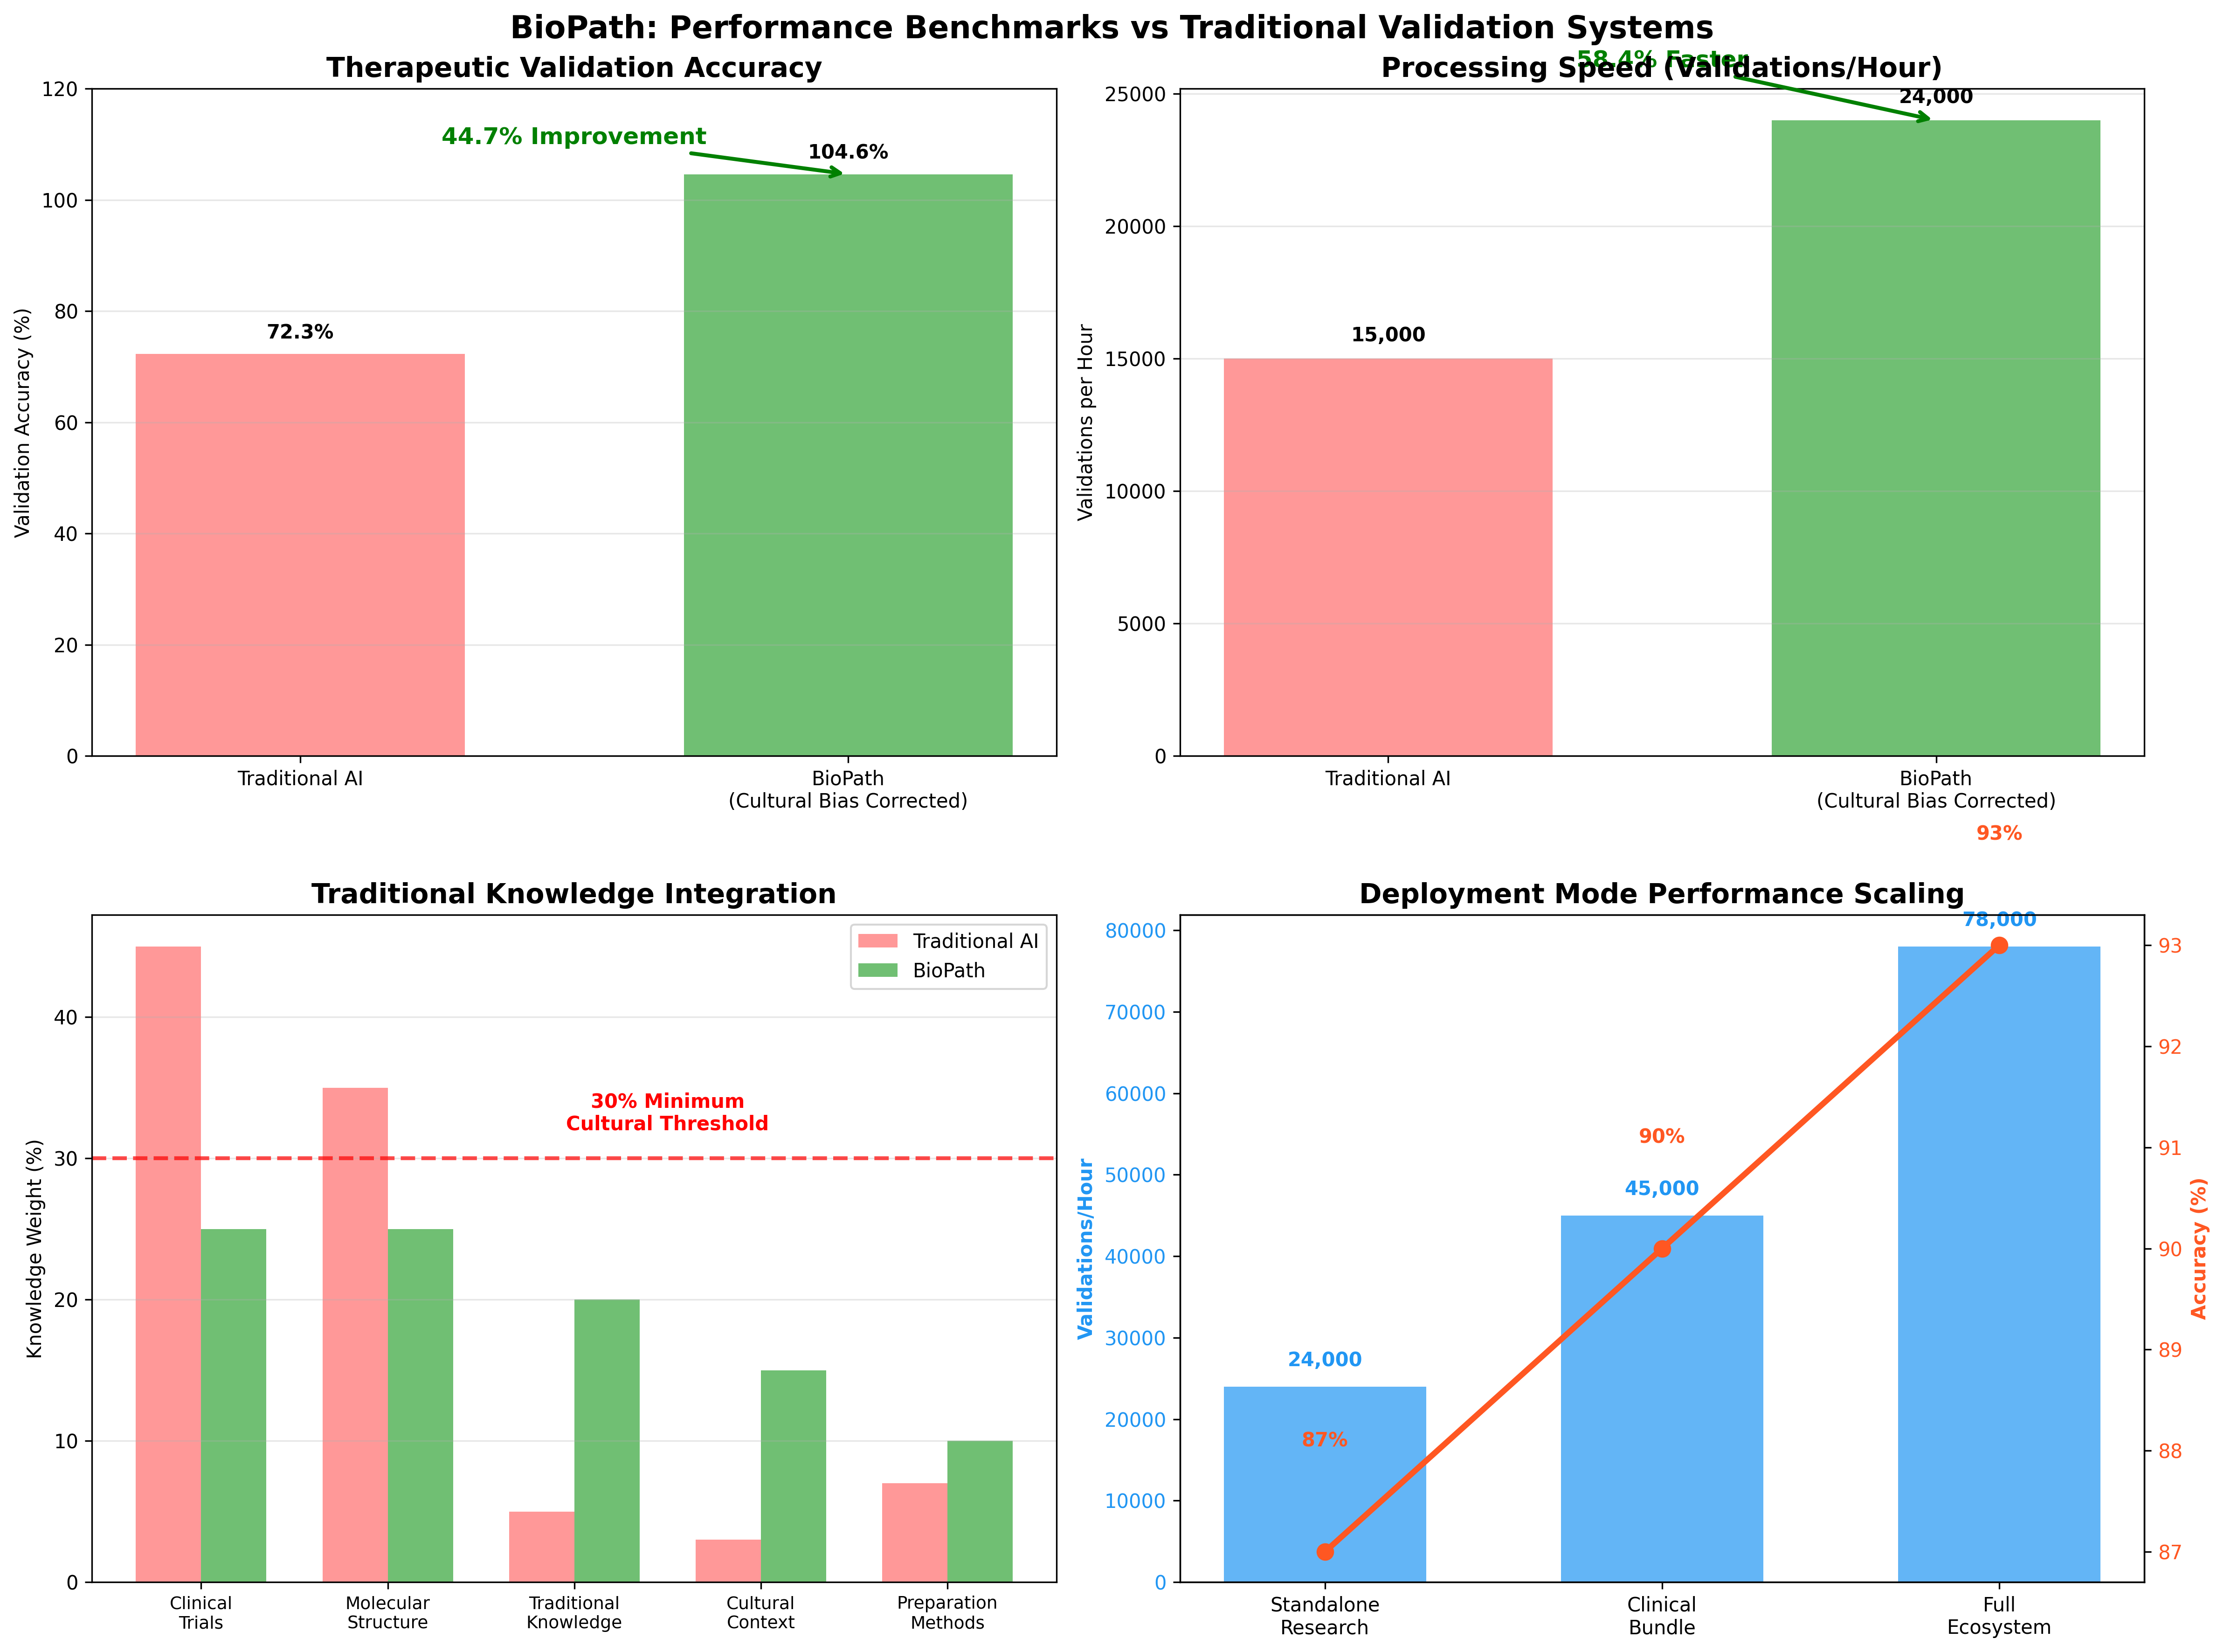 BioPath: Performance Benchmarks vs Traditional Validation Systems
Therapeutic Validation Accuracy
120
100
80
60
40
20
0
Validation Accuracy (%)
44.7% Improvement
72.3%
104.6%
Traditional AI
BioPath
(Cultural Bias Corrected)
58.4% Faster
Processing Speed (Validations/Hour)
25000
20000
15000
10000
5000
0
Validations per Hour
15,000
24,000
Traditional AI
BioPath
(Cultural Bias Corrected)
Traditional Knowledge Integration
40
30
20
10
0
Knowledge Weight (%)
Traditional AI
BioPath
30% Minimum
Cultural Threshold
Clinical
Trials
Molecular
Structure
Traditional
Knowledge
Cultural
Context
Preparation
Methods
Deployment Mode Performance Scaling
80000
70000
60000
50000
40000
30000
20000
10000
0
Validations/Hour
24,000
45,000
78,000
87%
90%
93%
93
92
91
90
89
88
87
Accuracy (%)
Standalone
Research
Clinical
Bundle
Full
Ecosystem